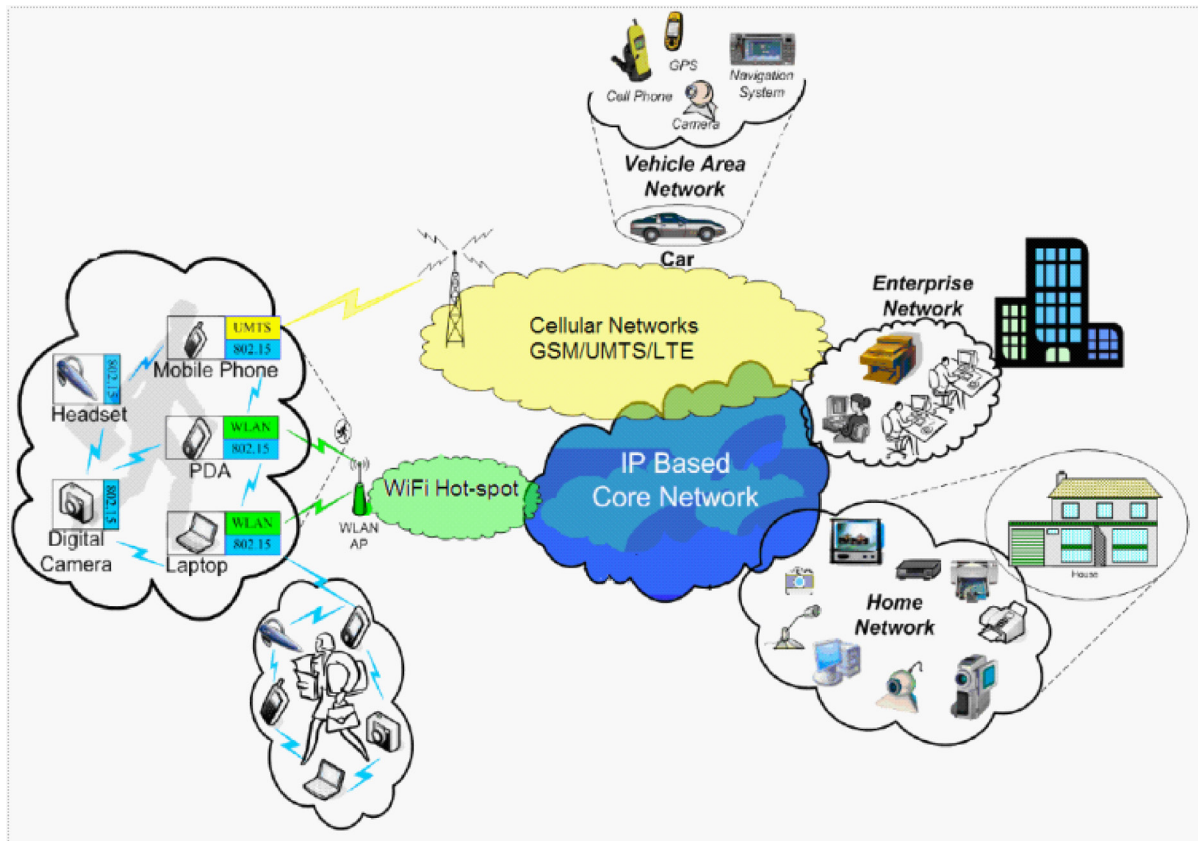 GPS
Cell Phone
Navigation
System
Camera
Vehicle Area
Network
Car
Enterprise
Network
Cellular Networks
GSM/UMTS/LTE
UMTS
802.15
Mobile Phone
802.15
Headset
WLAN
802.15
PDA
802.15
Digital
Camera
WLAN
802.15
Laptop
WiFi Hot-spot
WLAN
AP
IP Based
Core Network
House
Home
Network